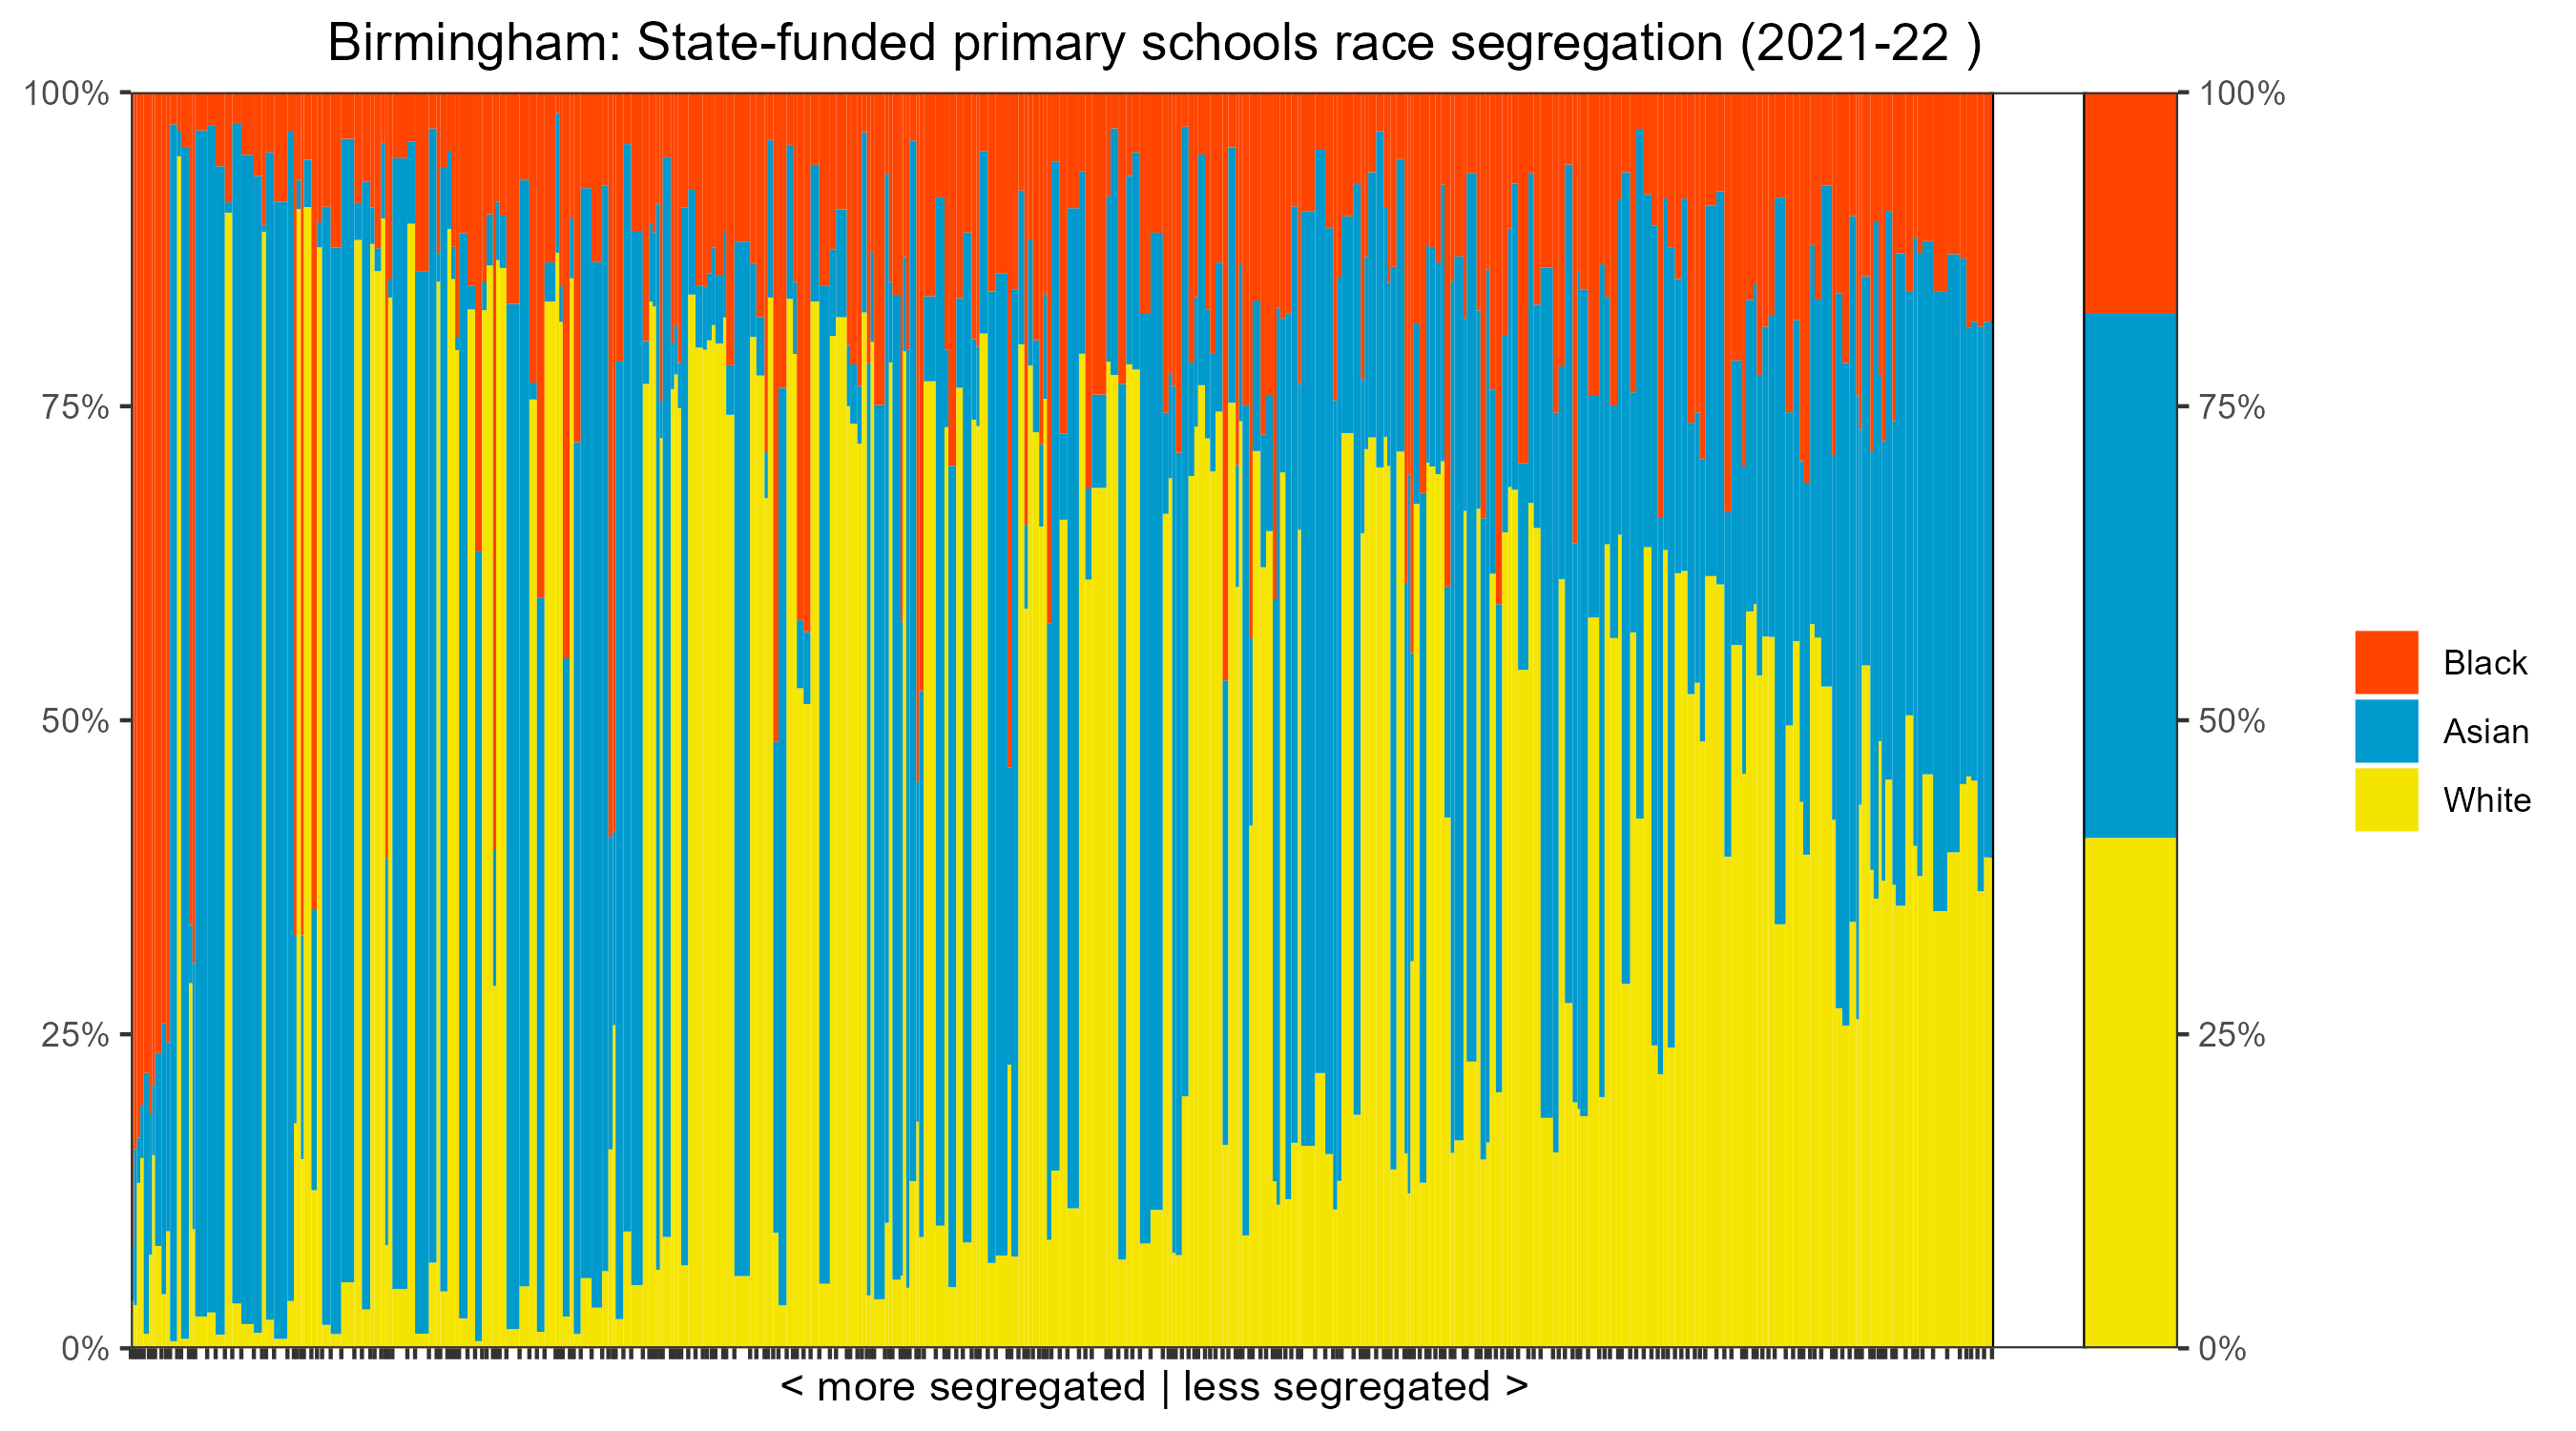 Birmingham: State-funded primary schools race segregation (2021-22 )
100%
75%
50%
25%
0%
100%
75%
50%
25%
0%
Black
Asian
White
< more segregated | less segregated >